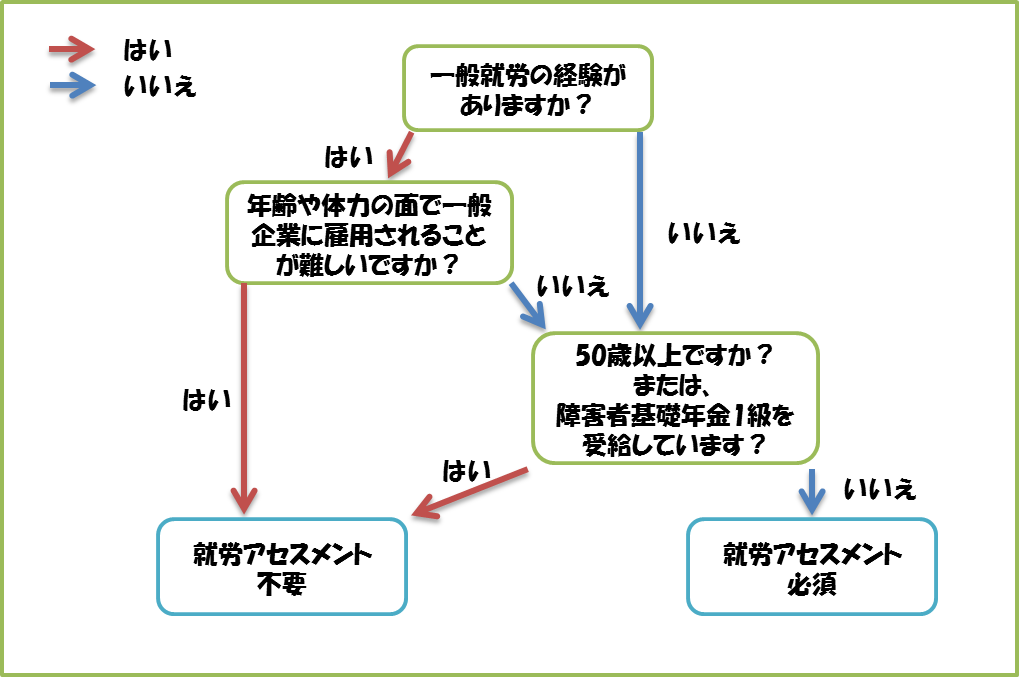 はい
いいえ
一般就労の経験が
ありますか？
はい
いいえ
年齢や体力の面で一般
企業に雇用されること
が難しいですか？
いいえ
はい
50歳以上ですか？
または、
障害者基礎年金1級を
受給しています？
はい
いいえ
就労アセスメント
不要
就労アセスメント
必須